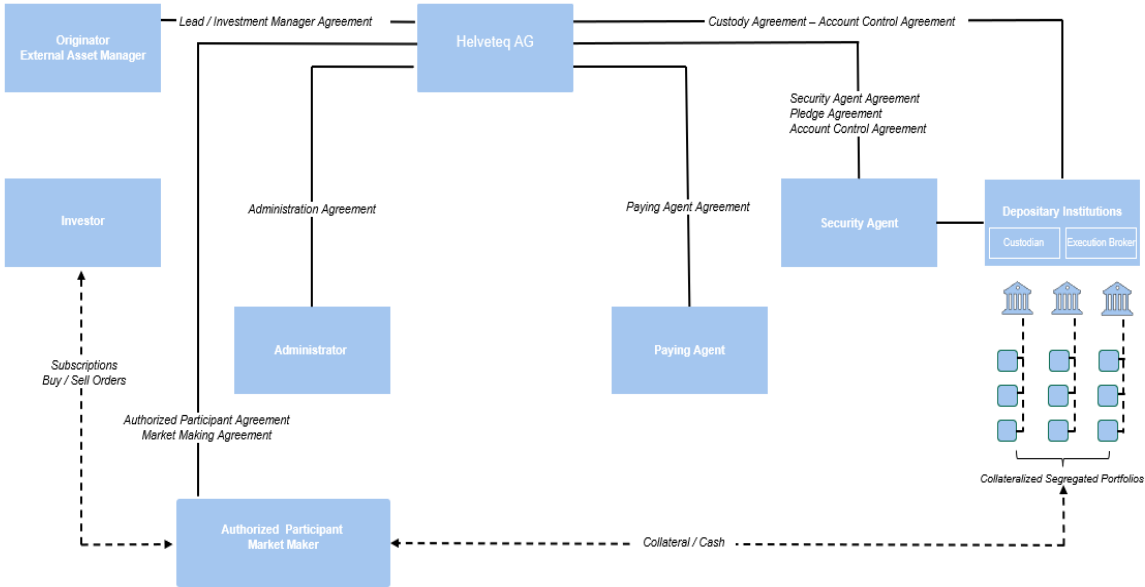 Originator
External Asset Manager
Lead / Investment Manager Agreement
Helveteq AG
Custody Agreement – Account Control Agreement
Security Agent Agreement
Pledge Agreement
Account Control Agreement
Investor
Administration Agreement
Paying Agent Agreement
Security Agent
Depositary Institutions
Custodian
Execution Broker
Administrator
Paying Agent
Subscriptions
Buy / Sell Orders
Authorized Participant Agreement
Market Making Agreement
Collateralized Segregated Portfolios
Authorized Participant
Market Maker
Collateral / Cash